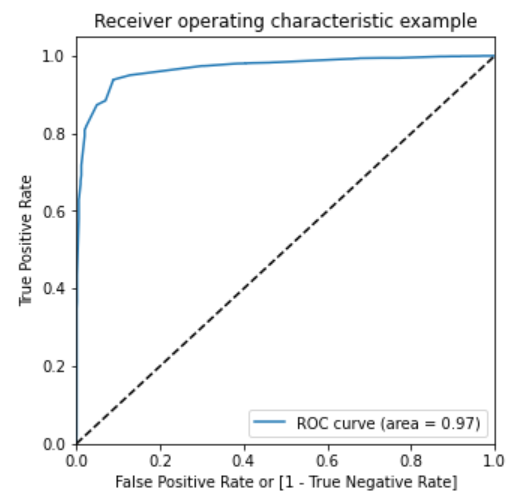 Receiver operating characteristic example
1.0
0.8
0.6
0.4
0.2
0.0
True Positive Rate
ROC curve (area = 0.97)
0.0 0.2 0.4 0.6 0.8 1.0
False Positive Rate or [1 - True Negative Rate]